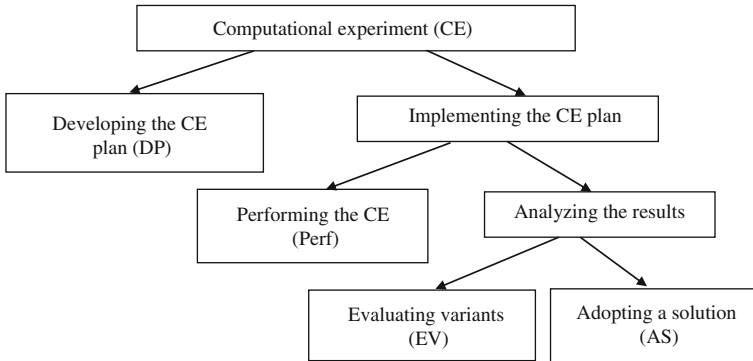 Computational experiment (CE)
Developing the CE
plan (DP)
Implementing the CE plan
Performing the CE
(Perf)
Analyzing the results
Evaluating variants
(EV)
Adopting a solution
(AS)